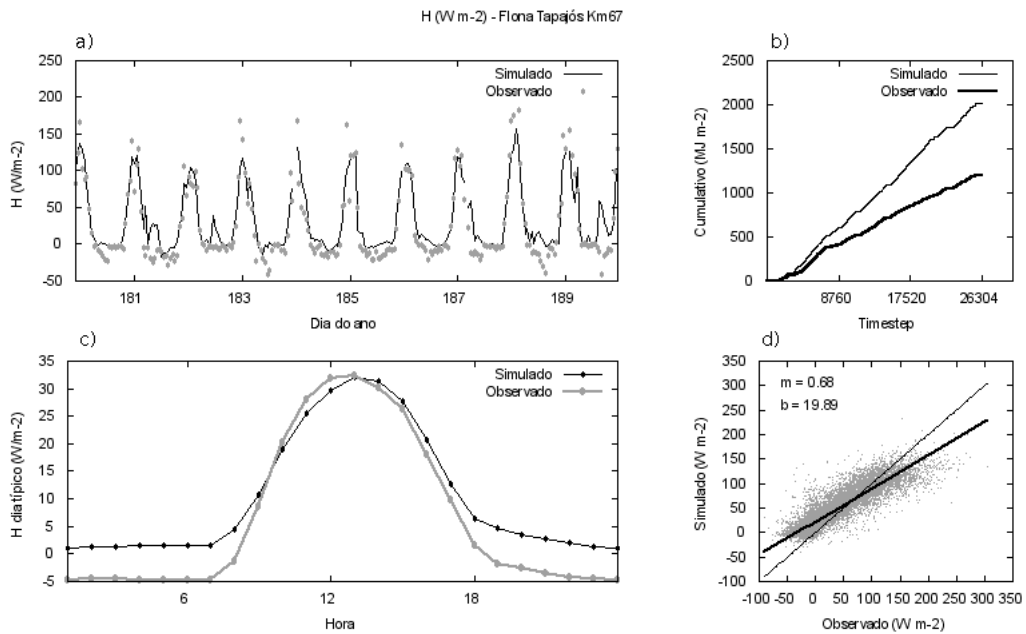 H (W m-2) - Flona Tapajós Km67
a)
H (W/m-2)
250
200
150
100
50
0
-50
Simulado
Observado
181
183
185
187
189
Dia do ano
b)
Cumulativo (MJ m-2)
2500
2000
1500
1000
500
0
Simulado
Observado
8760
17520
26304
Timestep
c)
H dia típico (W/m-2)
35
30
25
20
15
10
5
0
-5
Simulado
Observado
6
12
18
Hora
d)
Simulado (W m-2)
350
300
250
200
150
100
50
0
-50
-100
m = 0.68
b = 19.89
-100 -50 0 50 100 150 200 250 300 350
Observado (W m-2)